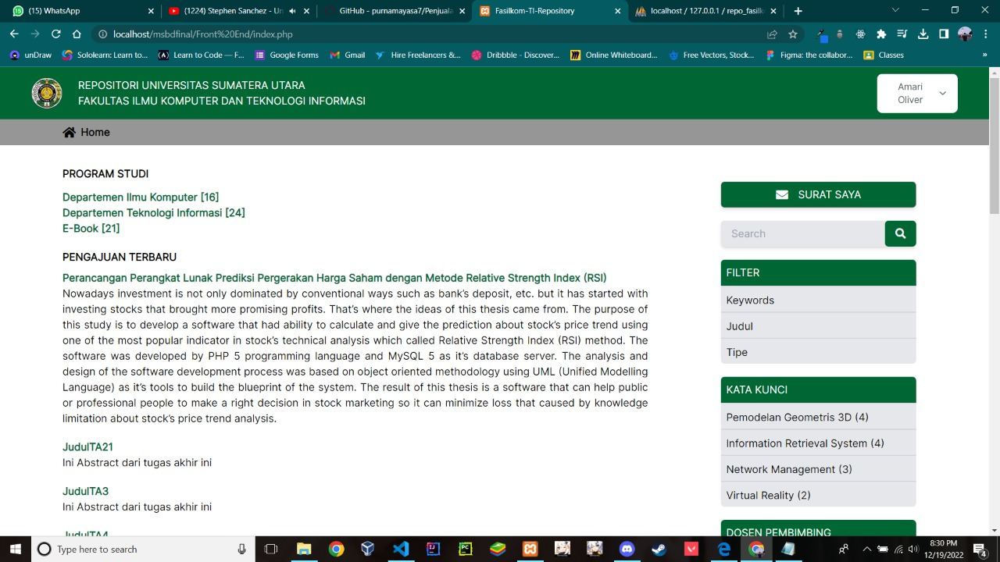 (15) WhatsApp
(1224) Stephen Sanchez - Un
GitHub - purnamayasa7/Penjuala
Fasilkom-TI-Repository
localhost / 127.0.0.1 / repo_fasilk
localhost/msbdfinal/Front%20End/index.php
unDraw
Sololearn: Learn to...
Learn to Code — F...
Google Forms
Gmail
Hire Freelancers &...
Dribbble - Discover...
Online Whiteboard...
Free Vectors, Stock...
Figma: the collabor...
Classes
REPOSITORI UNIVERSITAS SUMATERA UTARA
FAKULTAS ILMU KOMPUTER DAN TEKNOLOGI INFORMASI
Amari
Oliver
Home
PROGRAM STUDI
Departemen Ilmu Komputer [16]
Departemen Teknologi Informasi [24]
E-Book [21]
PENGAJUAN TERBARU
Perancangan Perangkat Lunak Prediksi Pergerakan Harga Saham dengan Metode Relative Strength Index (RSI)
Nowadays investment is not only dominated by conventional ways such as bank's deposit, etc. but it has started with
investing stocks that brought more promising profits. That's where the ideas of this thesis came from. The purpose of
this study is to develop a software that had ability to calculate and give the prediction about stock's price trend using
one of the most popular indicator in stock's technical analysis which called Relative Strength Index (RSI) method. The
software was developed by PHP 5 programming language and MySQL 5 as it's database server. The analysis and
design of the software development process was based on object oriented methodology using UML (Unified Modelling
Language) as it's tools to build the blueprint of the system. The result of this thesis is a software that can help public
or professional people to make a right decision in stock marketing so it can minimize loss that caused by knowledge
limitation about stock's price trend analysis.
JudulTA21
Ini Abstract dari tugas akhir ini
JudulTA3
Ini Abstract dari tugas akhir ini
JudulTA4
SURAT SAYA
Search
FILTER
Keywords
Judul
Tipe
KATA KUNCI
Pemodelan Geometris 3D (4)
Information Retrieval System (4)
Network Management (3)
Virtual Reality (2)
DOSEN PEMBIMBING
Type here to search
8:30 PM
12/19/2022
4